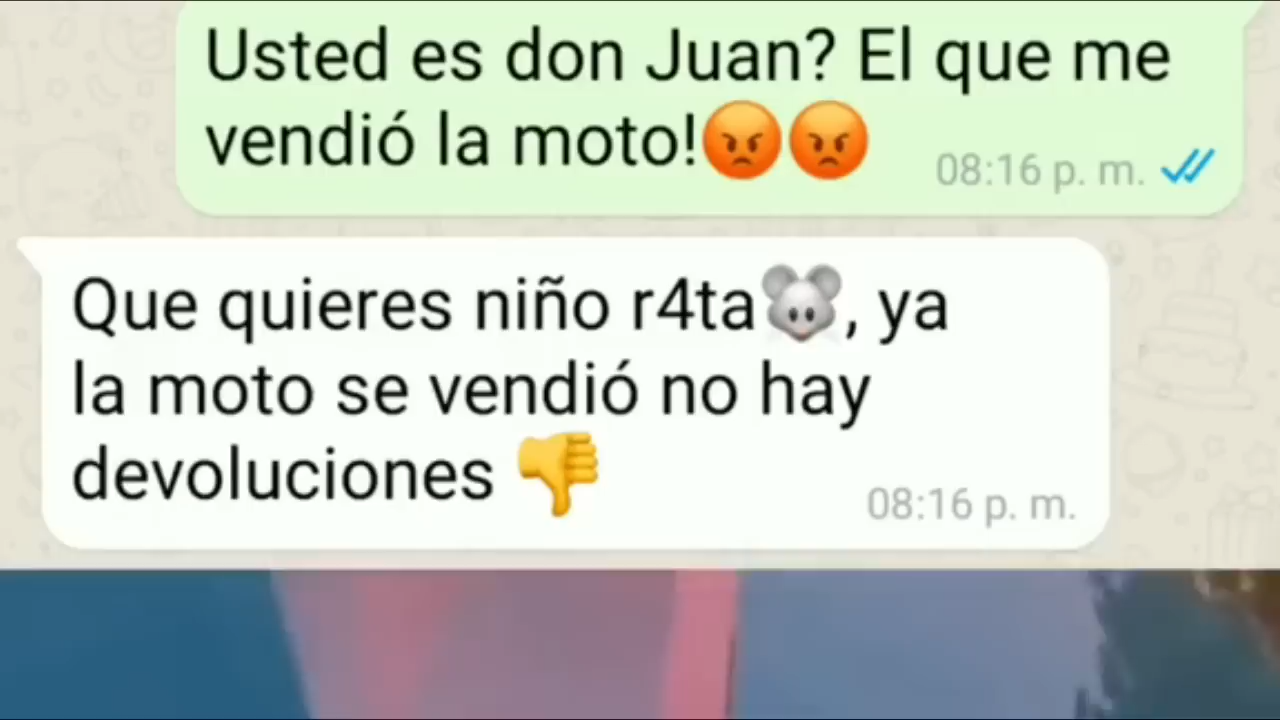 Usted es don Juan? El que me
vendió la moto!😡😡
08:16 p. m.
Que quieres niño r4ta🐭, ya
la moto se vendió no hay
devoluciones 👎
08:16 p. m.